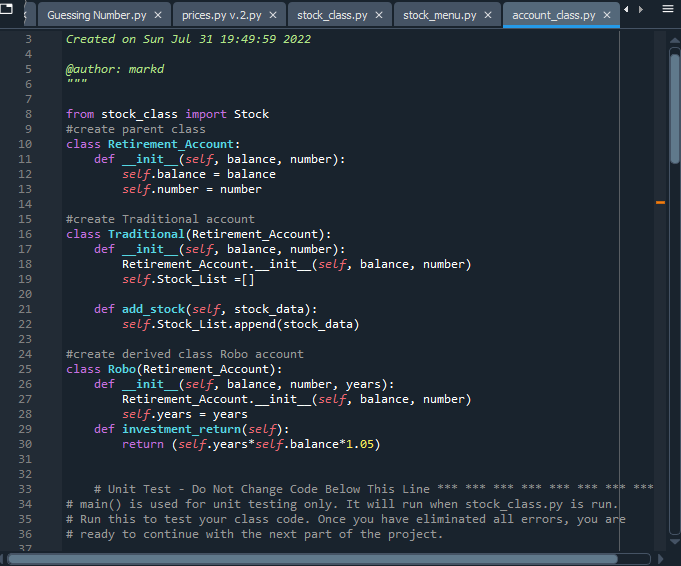 Guessing Number.py × prices.py v.2.py × stock_class.py × stock_menu.py × account_class.py ×
3 Created on Sun Jul 31 19:49:59 2022
4
5 @author: markd
6 """
7
8 from stock_class import Stock
9 #create parent class
10 class Retirement_Account:
11     def __init__(self, balance, number):
12         self.balance = balance
13         self.number = number
14
15 #create Traditional account
16 class Traditional(Retirement_Account):
17     def __init__(self, balance, number):
18         Retirement_Account.__init__(self, balance, number)
19         self.Stock_List =[]
20
21     def add_stock(self, stock_data):
22         self.Stock_List.append(stock_data)
23
24 #create derived class Robo account
25 class Robo(Retirement_Account):
26     def __init__(self, balance, number, years):
27         Retirement_Account.__init__(self, balance, number)
28         self.years = years
29     def investment_return(self):
30         return (self.years*self.balance*1.05)
31
32
33     # Unit Test - Do Not Change Code Below This Line *** *** *** *** *** *** *** ***
34 # main() is used for unit testing only. It will run when stock_class.py is run.
35 # Run this to test your class code. Once you have eliminated all errors, you are
36 # ready to continue with the next part of the project.
37